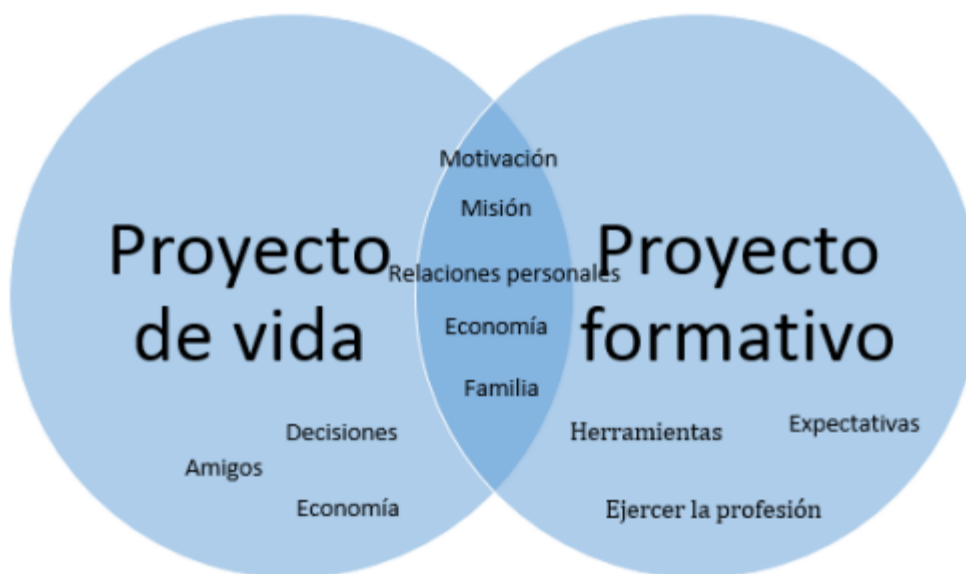 Proyecto
de vida
Decisiones
Amigos
Economía
Motivación
Misión
Relaciones personales
Economía
Familia
Proyecto
formativo
Herramientas
Expectativas
Ejercer la profesión